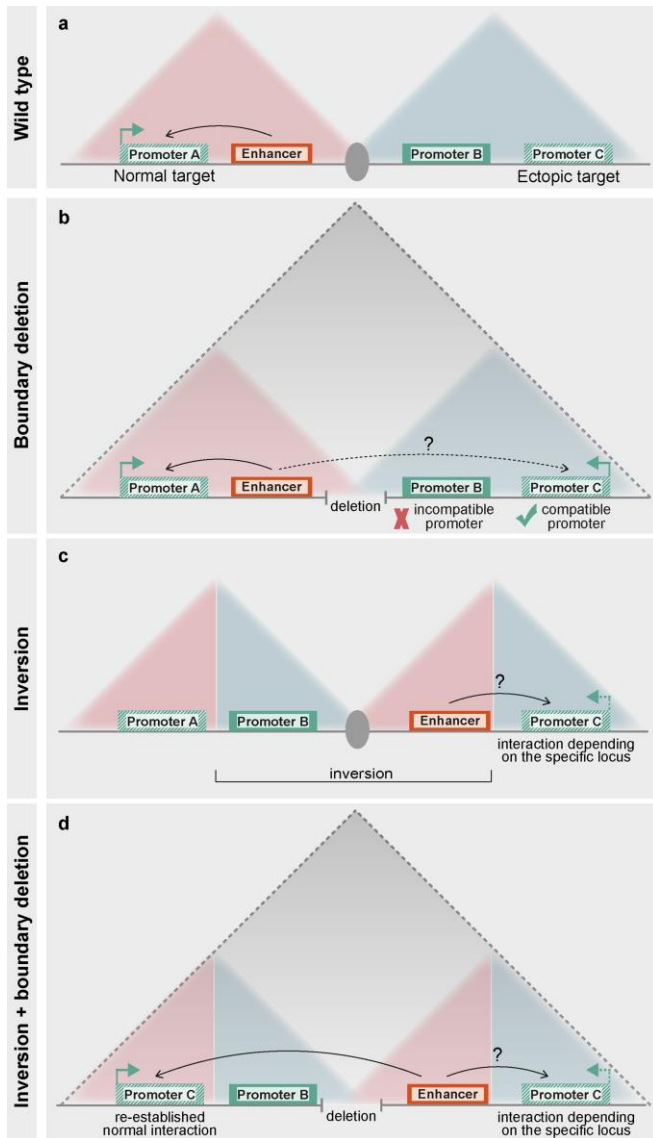 Wild type
a
Promoter A
Enhancer
Promoter B
Promoter C
Normal target
Ectopic target
Boundary deletion
b
?
Promoter A
Enhancer
Promoter B
Promoter C
deletion
X incompatible
promoter
✓ compatible
promoter
Inversion
c
?
Promoter A
Promoter B
Enhancer
Promoter C
interaction depending
on the specific locus
inversion
Inversion + boundary deletion
d
?
Promoter C
Promoter B
Enhancer
Promoter C
re-established
normal interaction
deletion
interaction depending
on the specific locus